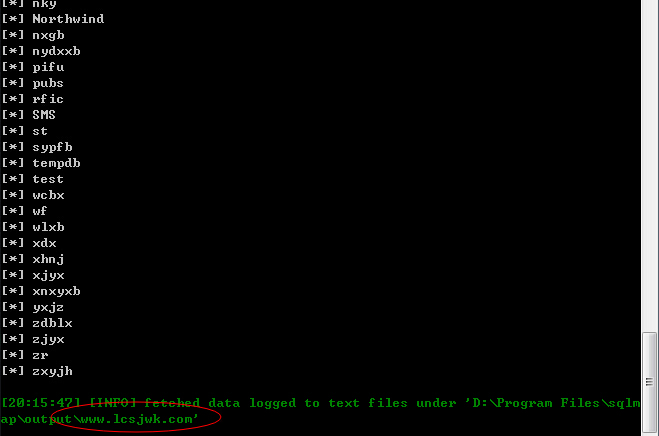 [*] nky
[*] Northwind
[*] nxgb
[*] nydxxb
[*] pifu
[*] pubs
[*] rfic
[*] SMS
[*] st
[*] sypfb
[*] tempdb
[*] test
[*] wcbx
[*] wf
[*] wlxb
[*] xdx
[*] xhnj
[*] xjyx
[*] xnxyxb
[*] yxjz
[*] zdblx
[*] zjyx
[*] zr
[*] zxyjh
[20:15:47] [INFO] fetched data logged to text files under 'D:\Program Files\sqlm
ap\output\www.lcsjwk.com'